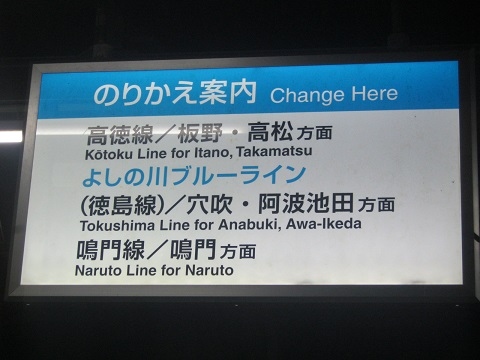 のりかえ案内 Change Here
高徳線／板野・高松方面
Kōtoku Line for Itano, Takamatsu
よしの川ブルーライン
(徳島線)／穴吹・阿波池田方面
Tokushima Line for Anabuki, Awa-Ikeda
鳴門線／鳴門方面
Naruto Line for Naruto